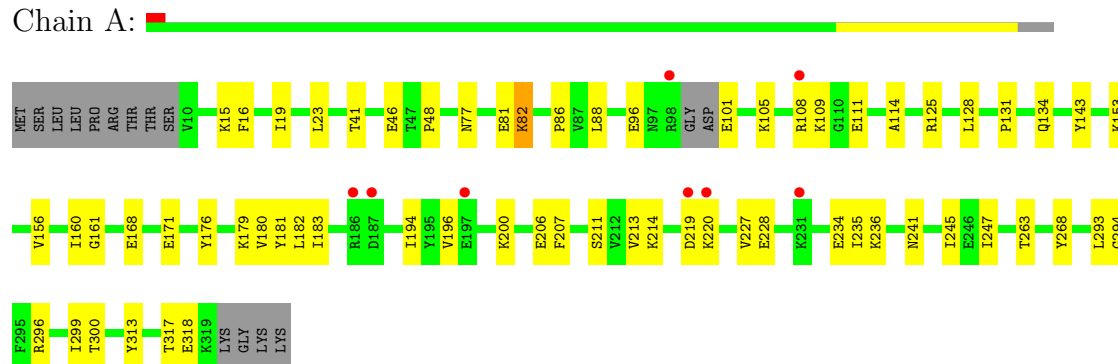 Chain A:
MET SER LEU LEU PRO ARG THR THR SER V10 K15 F16 I19 L23 T41 E46 T47 P48 N77 E81 K82 P86 V87 L88 E96 N97 R98 GLY ASP E101 K105 R108 K109 G110 E111 A114 R125 L128 P131 Q134 Y143 K153
V156 I160 G161 E168 E171 Y176 K179 V180 Y181 L182 I183 R186 D187 I194 Y195 V196 E197 K200 E206 F207 S211 V212 V213 K214 D219 K220 V227 E228 K231 E234 I235 K236 N241 I245 E246 I247 T263 Y268 L293
F295 R296 I299 T300 Y313 T317 E318 K319 LYS GLY LYS LYS